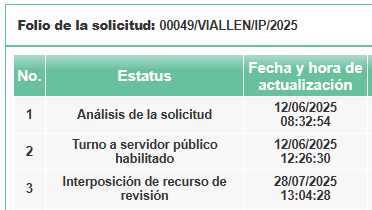 Folio de la solicitud: 00049/VIALLEN/IP/2025
No. Estatus Fecha y hora de actualización
1 Análisis de la solicitud 12/06/2025 08:32:54
2 Turno a servidor público habilitado 12/06/2025 12:26:30
3 Interposición de recurso de revisión 28/07/2025 13:04:28